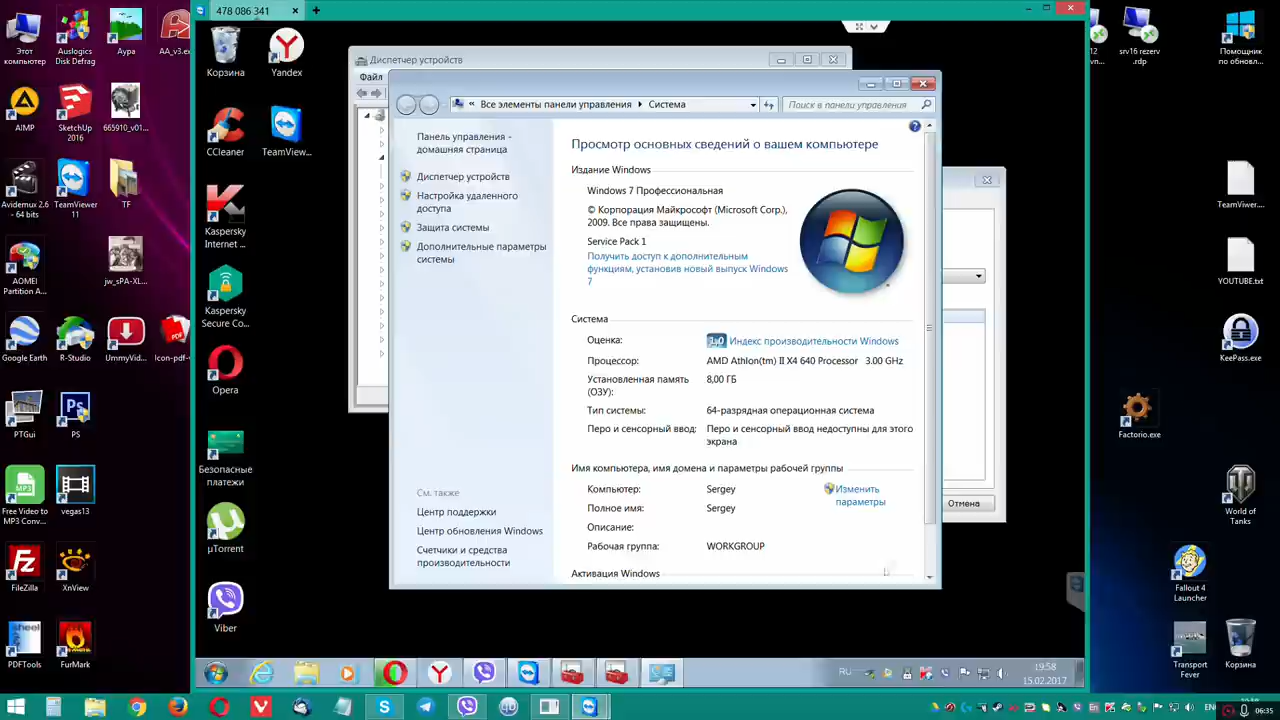 478 086 341
Этот
компьютер
Auslogics
Disk Defrag
Аура
AA_v3.exe
AIMP
SketchUp
2016
665910_v01...
Avidemux 2.6
- 64 bits
TeamViewer
11
TF
AOMEI
Partition A...
jw_sPA-XL...
Google Earth
R-Studio
UmmyVid...
Icon-pdf-v...
PTGui
PS
Free Video to
MP3 Conv...
vegas13
FileZilla
XnView
PDFTools
FurMark
Корзина
Yandex
CCleaner
TeamView...
Kaspersky
Internet ...
Kaspersky
Secure Co...
Opera
Безопасные
платежи
µTorrent
Viber
Диспетчер устройств
Файл
Все элементы панели управления
Система
Поиск в панели управления
Панель управления -
домашняя страница
Диспетчер устройств
Настройка удаленного
доступа
Защита системы
Дополнительные параметры
системы
См. также
Центр поддержки
Центр обновления Windows
Счетчики и средства
производительности
Просмотр основных сведений о вашем компьютере
Издание Windows
Windows 7 Профессиональная
© Корпорация Майкрософт (Microsoft Corp.),
2009. Все права защищены.
Service Pack 1
Получить доступ к дополнительным
функциям, установив новый выпуск Windows
7
Система
Оценка:
Индекс производительности Windows
Процессор:
AMD Athlon(tm) II X4 640 Processor 3.00 GHz
Установленная память
(ОЗУ):
8,00 ГБ
Тип системы:
64-разрядная операционная система
Перо и сенсорный ввод:
Перо и сенсорный ввод недоступны для этого
экрана
Имя компьютера, имя домена и параметры рабочей группы
Компьютер:
Sergey
Изменить
параметры
Полное имя:
Sergey
Описание:
Рабочая группа:
WORKGROUP
Активация Windows
Отмена
RU
19:58
15.02.2017
srv16 rezerv
.rdp
Помощник
по обновл...
TeamViwer....
YOUTUBE.txt
KeePass.exe
Factorio.exe
World of
Tanks
Fallout 4
Launcher
Transport
Fever
Корзина
ENG
06:35